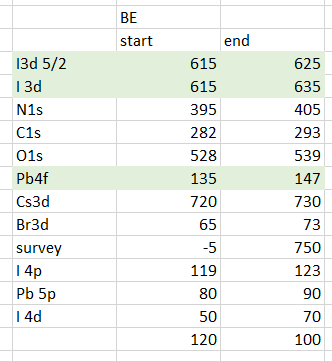 BE
start end
I3d 5/2 615 625
I 3d 615 635
N1s 395 405
C1s 282 293
O1s 528 539
Pb4f 135 147
Cs3d 720 730
Br3d 65 73
survey -5 750
I 4p 119 123
Pb 5p 80 90
I 4d 50 70
120 100